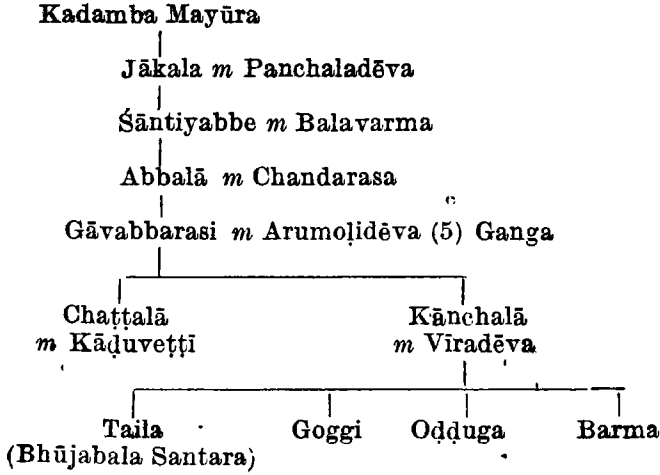 Kadamba Mayūra
Jākala m Panchaladēva
Śāntiyabbe m Balavarma
Abbalā m Chandarasa
Gāvabbarasi m Arumoḷidēva (5) Ganga
Chaṭṭalā Kānchalā
m Kāḍuveṭṭi m Vīradēva
Taila Goggi Oḍḍuga Barma
(Bhūjabala Santara)